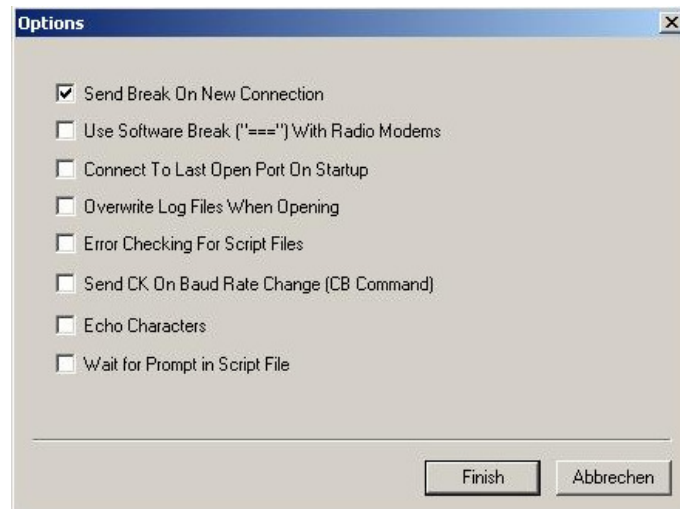 Options
Send Break On New Connection
Use Software Break ("===") With Radio Modems
Connect To Last Open Port On Startup
Overwrite Log Files When Opening
Error Checking For Script Files
Send CK On Baud Rate Change (CB Command)
Echo Characters
Wait for Prompt in Script File
Finish Abbrechen